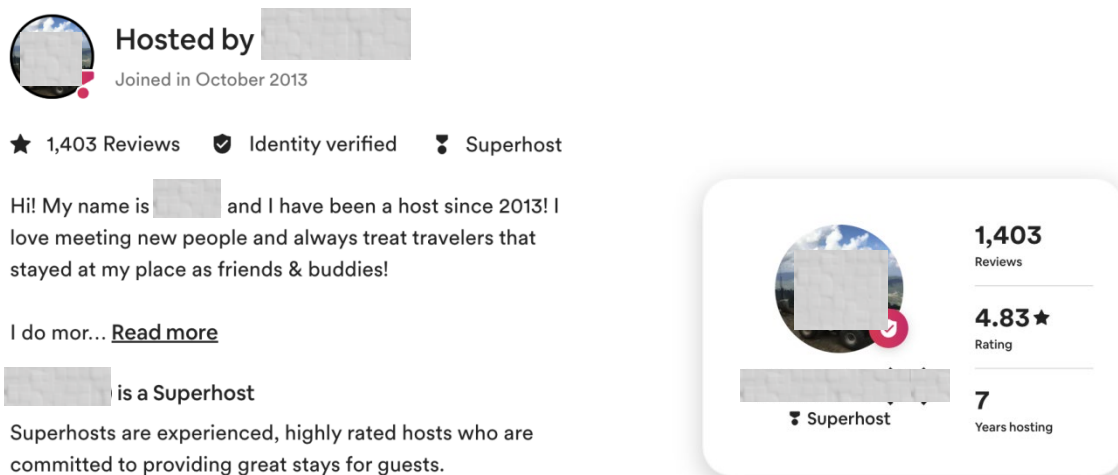 Hosted by
Joined in October 2013
1,403 Reviews Identity verified Superhost
Hi! My name is and I have been a host since 2013! I
love meeting new people and always treat travelers that
stayed at my place as friends & buddies!
I do mor... Read more
is a Superhost
Superhosts are experienced, highly rated hosts who are
committed to providing great stays for guests.
1,403
Reviews
4.83★
Rating
7
Years hosting
Superhost